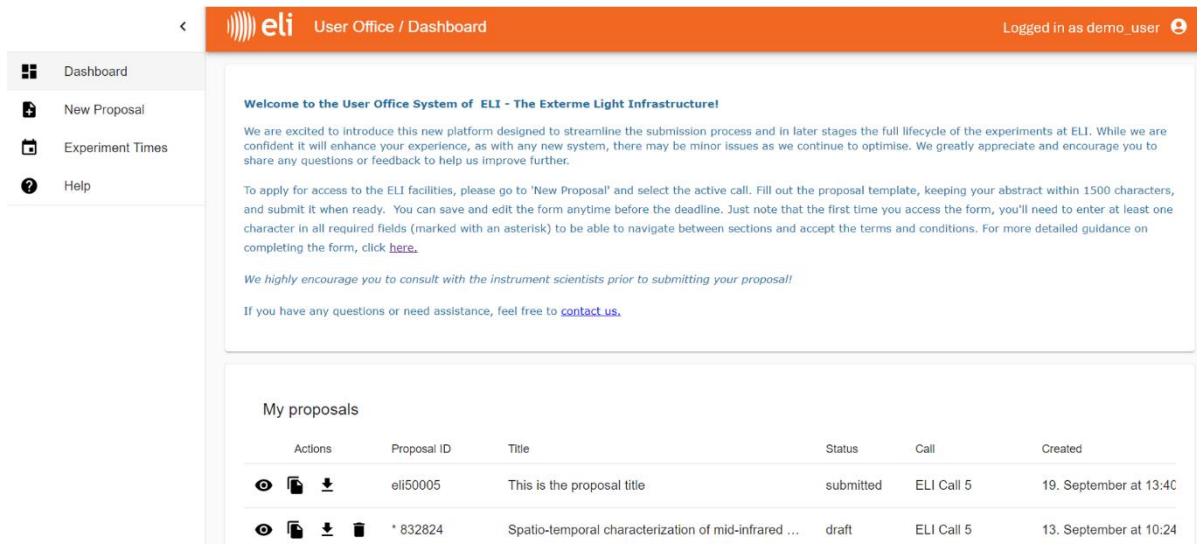 eli User Office / Dashboard Logged in as demo_user
Dashboard
New Proposal
Experiment Times
Help
Welcome to the User Office System of ELI - The Exterme Light Infrastructure!
We are excited to introduce this new platform designed to streamline the submission process and in later stages the full lifecycle of the experiments at ELI. While we are
confident it will enhance your experience, as with any new system, there may be minor issues as we continue to optimise. We greatly appreciate and encourage you to
share any questions or feedback to help us improve further.
To apply for access to the ELI facilities, please go to 'New Proposal' and select the active call. Fill out the proposal template, keeping your abstract within 1500 characters,
and submit it when ready. You can save and edit the form anytime before the deadline. Just note that the first time you access the form, you'll need to enter at least one
character in all required fields (marked with an asterisk) to be able to navigate between sections and accept the terms and conditions. For more detailed guidance on
completing the form, click here.
We highly encourage you to consult with the instrument scientists prior to submitting your proposal!
If you have any questions or need assistance, feel free to contact us.
My proposals
Actions Proposal ID Title Status Call Created
eli50005 This is the proposal title submitted ELI Call 5 19. September at 13:40
* 832824 Spatio-temporal characterization of mid-infrared ... draft ELI Call 5 13. September at 10:24